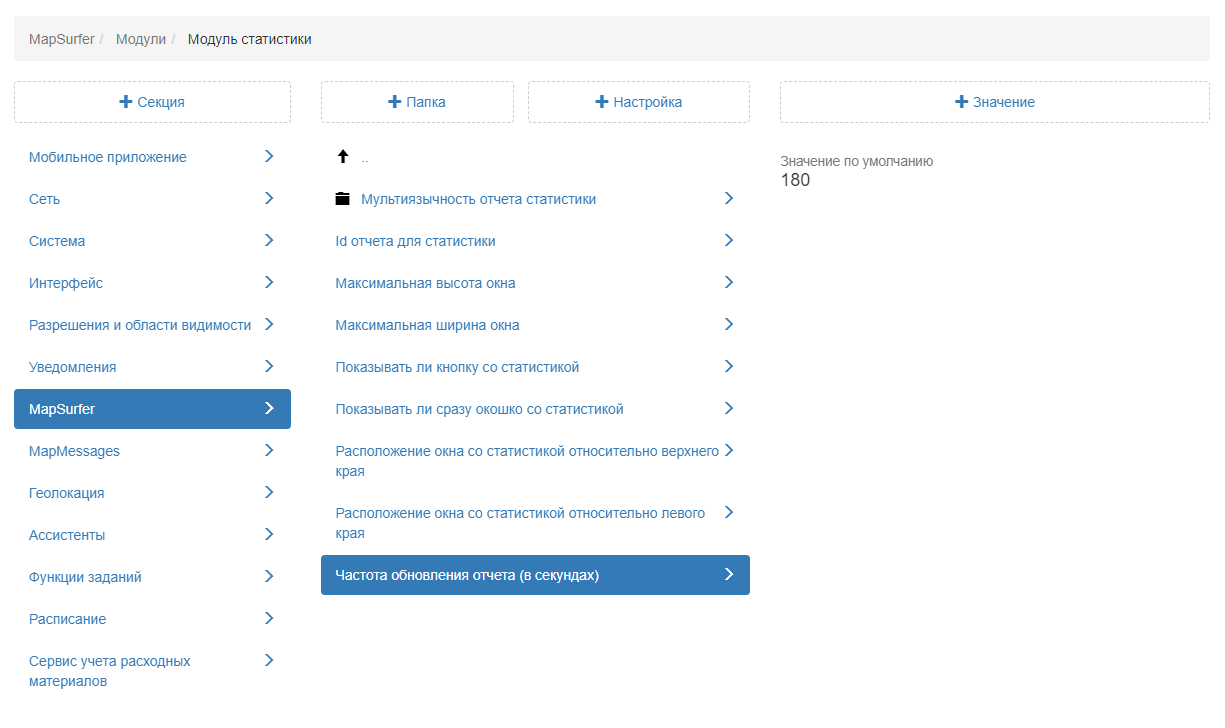 MapSurfer / Модули / Модуль статистики
Секция
Папка
Настройка
Значение
Мобильное приложение
Сеть
Система
Интерфейс
Разрешения и области видимости
Уведомления
MapSurfer
MapMessages
Геолокация
Ассистенты
Функции заданий
Расписание
Сервис учета расходных
материалов
..
Мультиязычность отчета статистики
Id отчета для статистики
Максимальная высота окна
Максимальная ширина окна
Показывать ли кнопку со статистикой
Показывать ли сразу окошко со статистикой
Расположение окна со статистикой относительно верхнего
края
Расположение окна со статистикой относительно левого
края
Частота обновления отчета (в секундах)
Значение по умолчанию
180